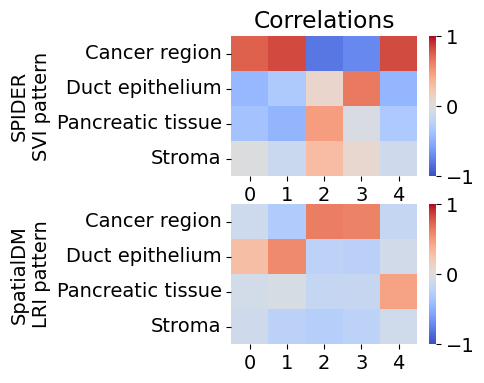 Correlations
SPIDER
SVI pattern
Cancer region
Duct epithelium
Pancreatic tissue
Stroma
0 1 2 3 4
1
0
−1
SpatialDM
LRI pattern
Cancer region
Duct epithelium
Pancreatic tissue
Stroma
0 1 2 3 4
1
0
−1